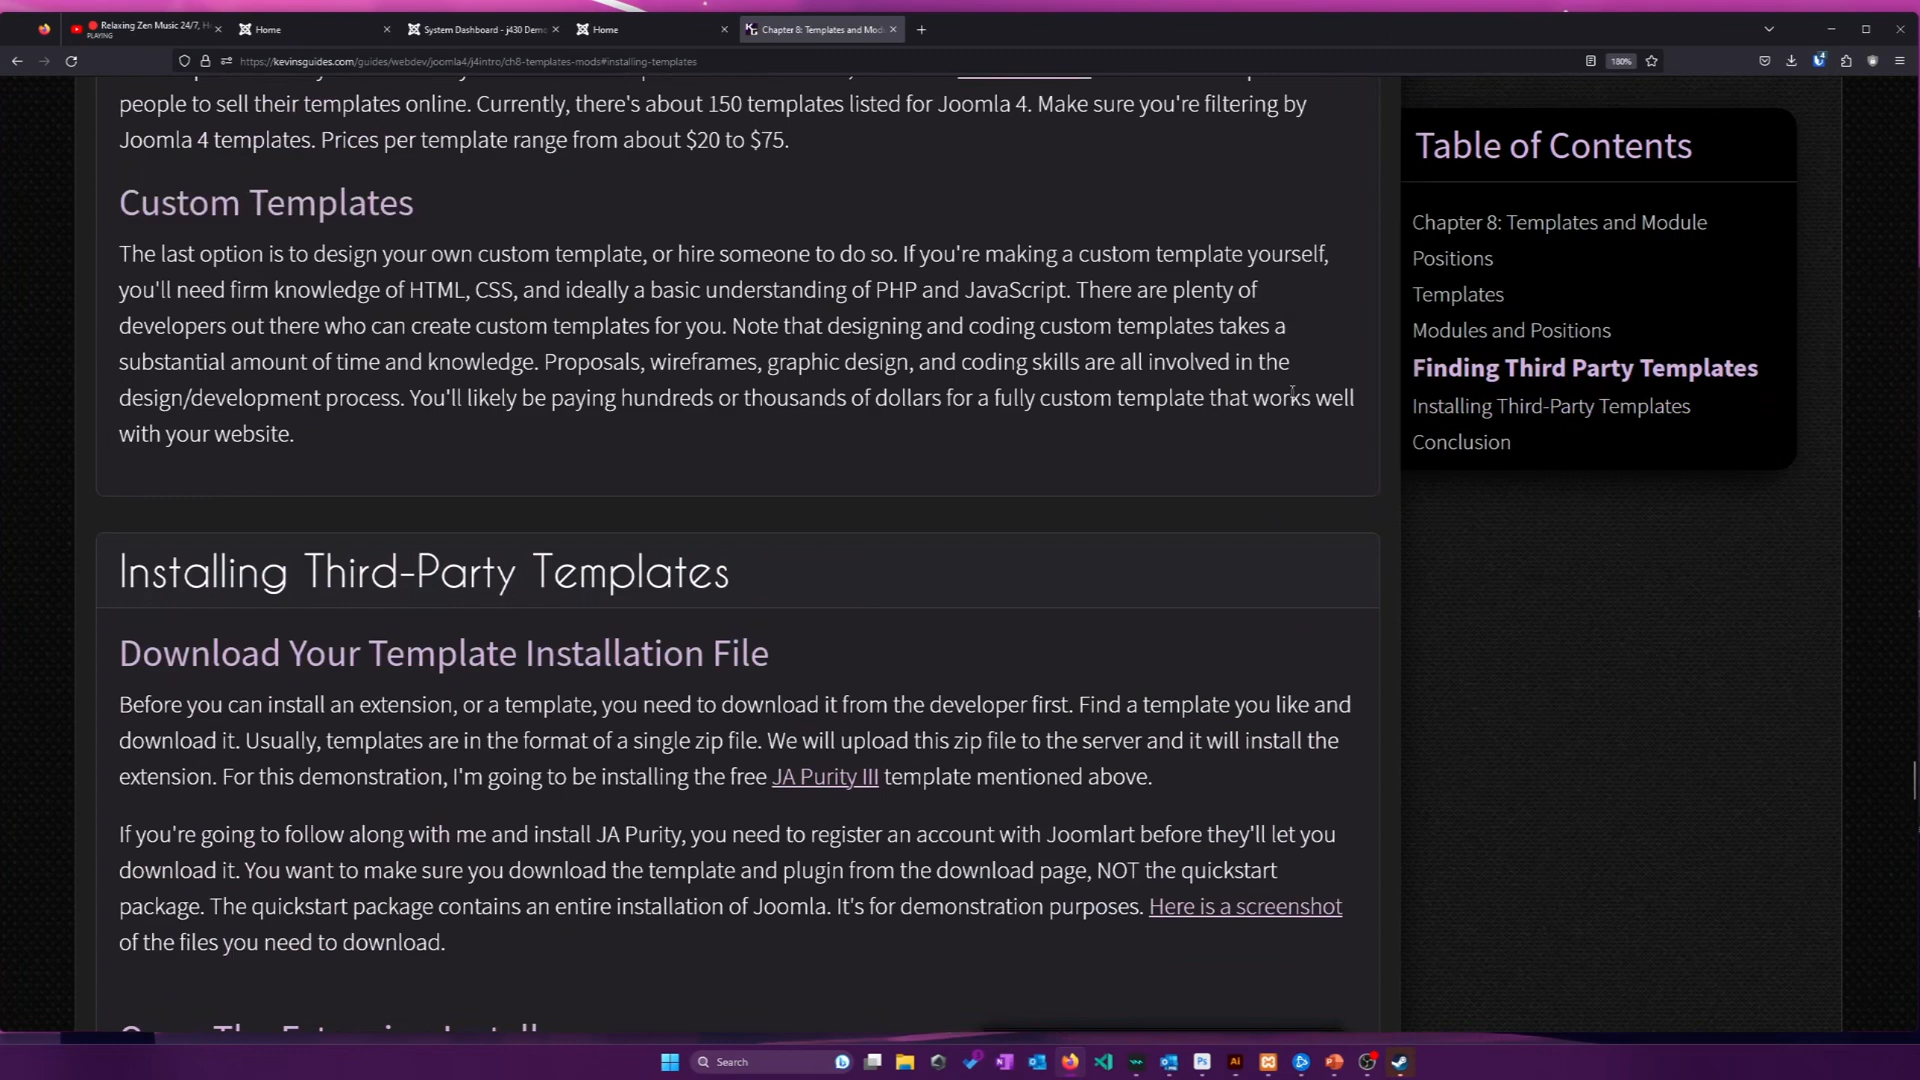 Relaxing Zen Music 24/7, H
PLAYING
Home
System Dashboard - j430 Demo
Home
Chapter 8: Templates and Mod
https://kevinsguides.com/guides/webdev/joomla4/j4intro/ch8-templates-mods#installing-templates
180%
people to sell their templates online. Currently, there's about 150 templates listed for Joomla 4. Make sure you're filtering by
Joomla 4 templates. Prices per template range from about $20 to $75.
Custom Templates
The last option is to design your own custom template, or hire someone to do so. If you're making a custom template yourself,
you'll need firm knowledge of HTML, CSS, and ideally a basic understanding of PHP and JavaScript. There are plenty of
developers out there who can create custom templates for you. Note that designing and coding custom templates takes a
substantial amount of time and knowledge. Proposals, wireframes, graphic design, and coding skills are all involved in the
design/development process. You'll likely be paying hundreds or thousands of dollars for a fully custom template that works well
with your website.
Installing Third-Party Templates
Download Your Template Installation File
Before you can install an extension, or a template, you need to download it from the developer first. Find a template you like and
download it. Usually, templates are in the format of a single zip file. We will upload this zip file to the server and it will install the
extension. For this demonstration, I'm going to be installing the free JA Purity III template mentioned above.
If you're going to follow along with me and install JA Purity, you need to register an account with Joomlart before they'll let you
download it. You want to make sure you download the template and plugin from the download page, NOT the quickstart
package. The quickstart package contains an entire installation of Joomla. It's for demonstration purposes. Here is a screenshot
of the files you need to download.
Table of Contents
Chapter 8: Templates and Module
Positions
Templates
Modules and Positions
Finding Third Party Templates
Installing Third-Party Templates
Conclusion
Search